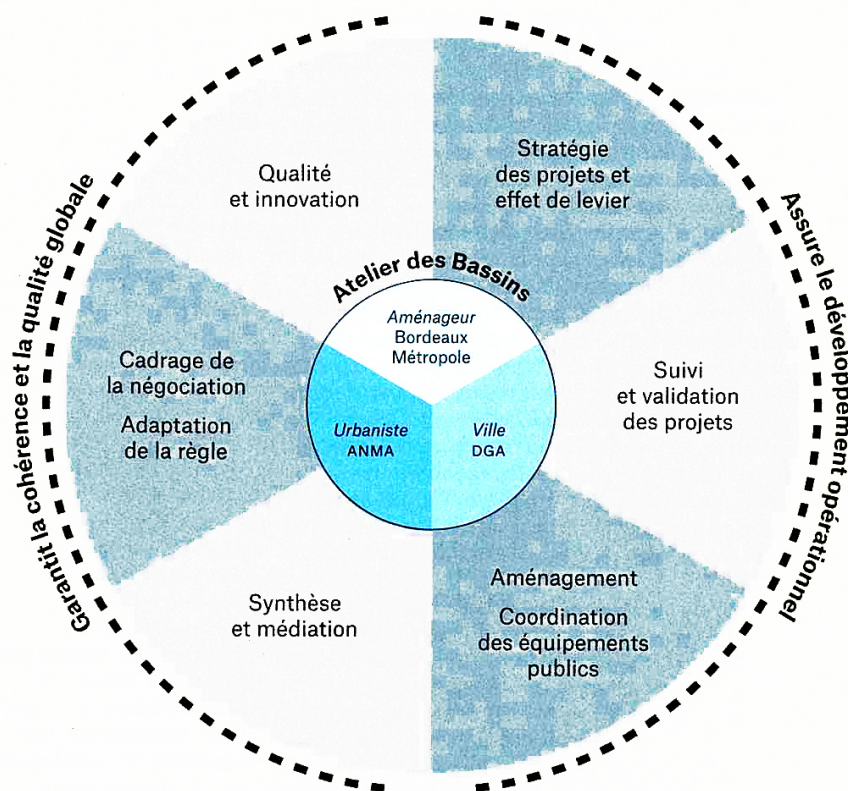 Garantit la cohérence et la qualité globale
Assure le développement opérationnel
Qualité
et innovation
Stratégie
des projets et
effet de levier
Atelier des Bassins
Aménageur
Bordeaux
Métropole
Urbaniste
ANMA
Ville
DGA
Cadrage de
la négociation
Adaptation
de la règle
Suivi
et validation
des projets
Synthèse
et médiation
Aménagement
Coordination
des équipements
publics